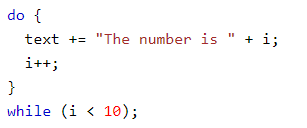 do {
  text += "The number is " + i;
  i++;
}
while (i < 10);